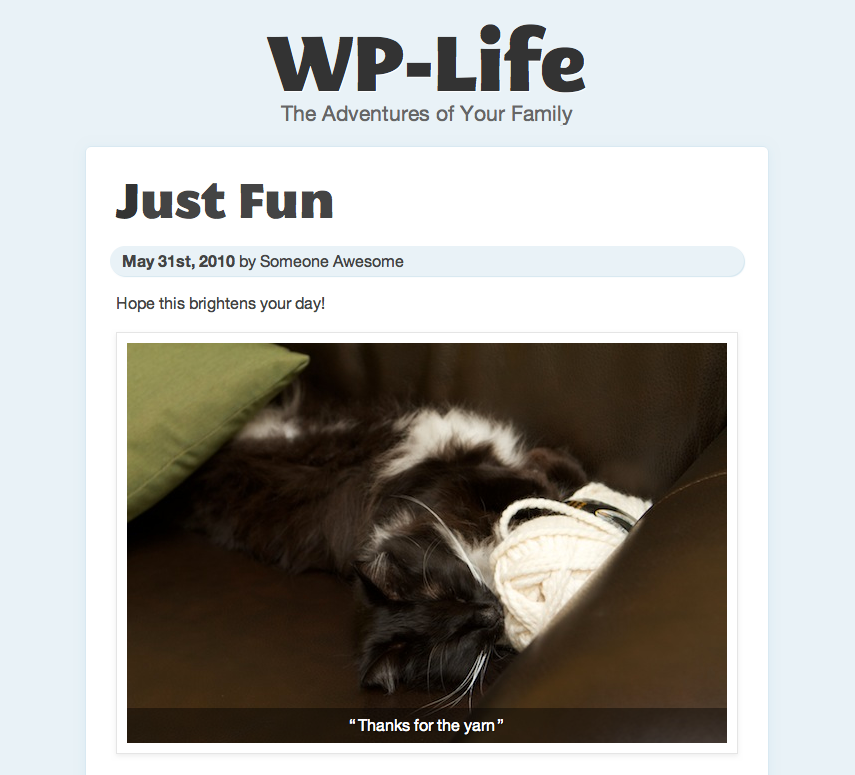 WP-Life
The Adventures of Your Family
Just Fun
May 31st, 2010 by Someone Awesome
Hope this brightens your day!
“Thanks for the yarn”